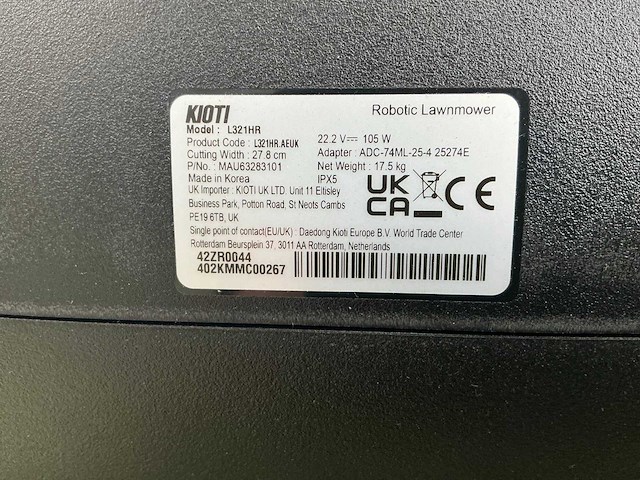 KIOTI Robotic Lawnmower
Model : L321HR
Product Code : L321HR.AEUK 22.2 V⎓ 105 W
Cutting Width : 27.8 cm Adapter : ADC-74ML-25-4 25274E
P/No. : MAU63283101 Net Weight : 17.5 kg
Made in Korea IPX5
UK Importer : KIOTI UK LTD. Unit 11 Eltisley
Business Park, Potton Road, St Neots Cambs
PE19 6TB, UK
UK
CA
CE
Single point of contact(EU/UK) : Daedong Kioti Europe B.V. World Trade Center
Rotterdam Beursplein 37, 3011 AA Rotterdam, Netherlands
42ZR0044
402KMMC00267